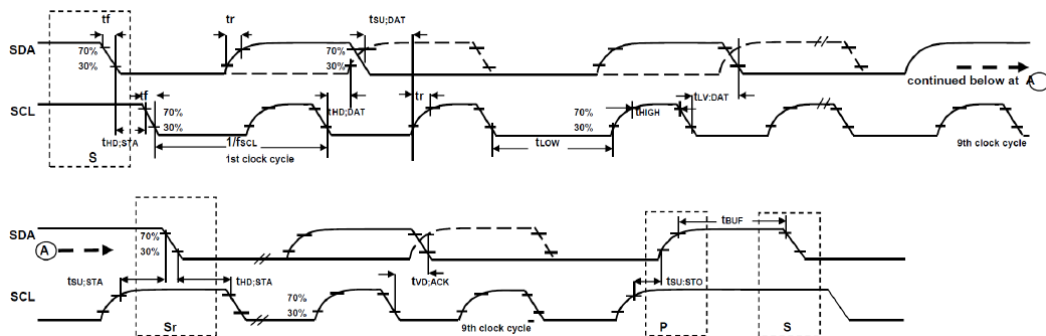 tf tr tSU;DAT
SDA 70% 30% 70% 30%
continued below at A
tf tHD;DAT tr tLV;DAT
SCL 70% 30% 70% 30% tHIGH
tHD;STA 1/fSCL tLOW
S 1st clock cycle 9th clock cycle
tBUF
SDA 70%
A 30%
tSU;STA tHD;STA tVD;ACK tSU;STO
SCL 70% 30%
9th clock cycle
Sr P S